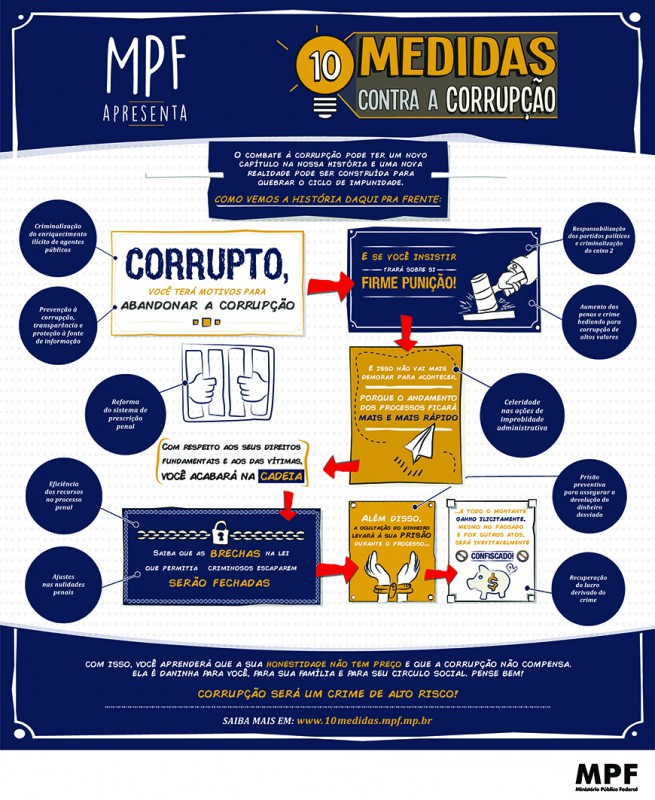 MPF
APRESENTA
10
MEDIDAS
CONTRA A CORRUPÇÃO
O COMBATE À CORRUPÇÃO PODE TER UM NOVO
CAPÍTULO NA NOSSA HISTÓRIA E UMA NOVA
REALIDADE PODE SER CONSTRUÍDA PARA
QUEBRAR O CICLO DE IMPUNIDADE.
COMO VEMOS A HISTÓRIA DAQUI PRA FRENTE:
Criminalização
do enriquecimento
ilícito de agentes
públicos
Prevenção à
corrupção,
transparência e
proteção à fonte
de informação
CORRUPTO,
VOCÊ TERÁ MOTIVOS PARA
ABANDONAR A CORRUPÇÃO
E SE VOCÊ INSISTIR
TRARÁ SOBRE SI
FIRME PUNIÇÃO!
Responsabilização
dos partidos políticos
e criminalização
do caixa 2
Aumento das
penas e crime
hediondo para
corrupção de
altos valores
E ISSO NÃO VAI MAIS
DEMORAR PARA ACONTECER,
PORQUE O ANDAMENTO
DOS PROCESSOS FICARÁ
MAIS E MAIS RÁPIDO
Celeridade
nas ações de
improbidade
administrativa
Reforma
do sistema de
prescrição
penal
COM RESPEITO AOS SEUS DIREITOS
FUNDAMENTAIS E AOS DAS VÍTIMAS,
VOCÊ ACABARÁ NA CADEIA
Eficiência
dos recursos
no processo
penal
Ajustes
nas nulidades
penais
SAIBA QUE AS BRECHAS NA LEI
QUE PERMITIA CRIMINOSOS ESCAPAREM
SERÃO FECHADAS
ALÉM DISSO,
A OCULTAÇÃO DO DINHEIRO
LEVARÁ À SUA PRISÃO
DURANTE O PROCESSO...
Prisão
preventiva
para assegurar a
devolução do
dinheiro
desviado
...E TODO O MONTANTE
GANHO ILICITAMENTE,
MESMO NO PASSADO
E POR OUTROS ATOS,
SERÁ INEVITAVELMENTE
CONFISCADO!
$
Recuperação
do lucro
derivado do
crime
COM ISSO, VOCÊ APRENDERÁ QUE A SUA HONESTIDADE NÃO TEM PREÇO E QUE A CORRUPÇÃO NÃO COMPENSA.
ELA É DANINHA PARA VOCÊ, PARA SUA FAMÍLIA E PARA SEU CIRCULO SOCIAL. PENSE BEM!
CORRUPÇÃO SERÁ UM CRIME DE ALTO RISCO!
SAIBA MAIS EM: www.10medidas.mpf.mp.br
MPF
Ministério Público Federal